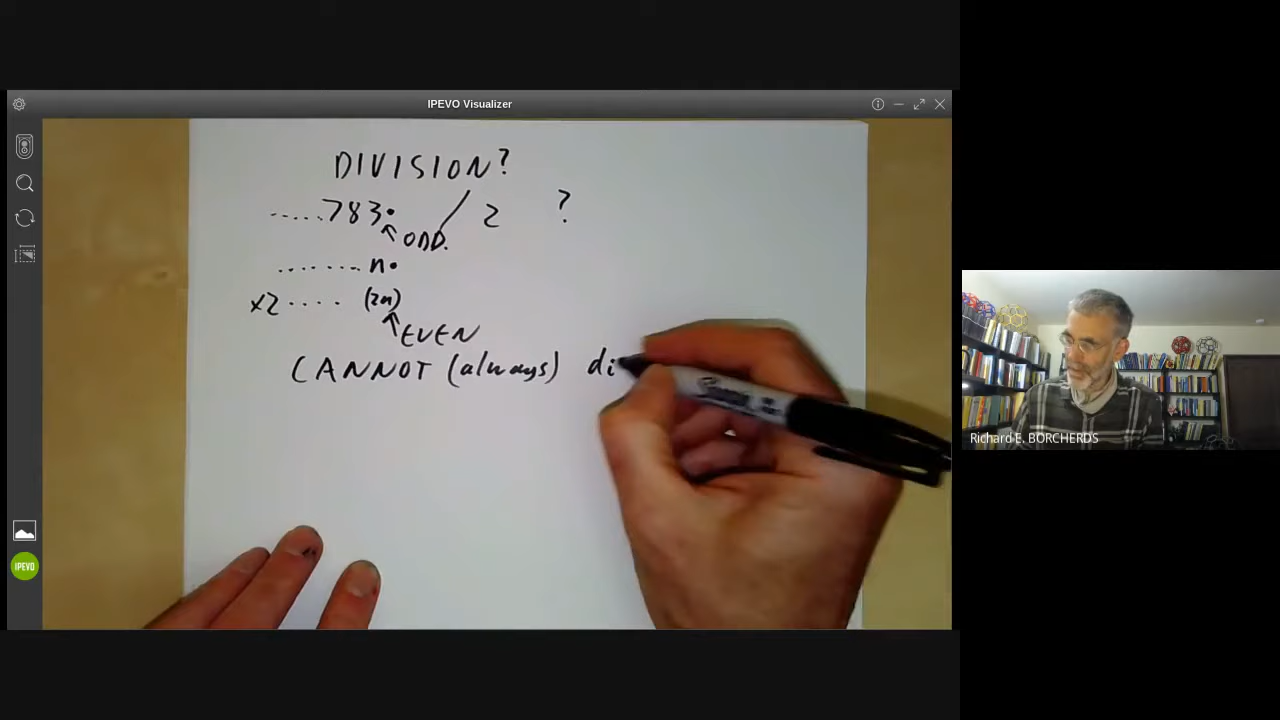 IPEVO Visualizer
DIVISION?
.....783. / 2 ?
ODD.
........n.
x2.... (2n)
EVEN
CANNOT (always) di
Richard E. BORCHERDS
IPEVO